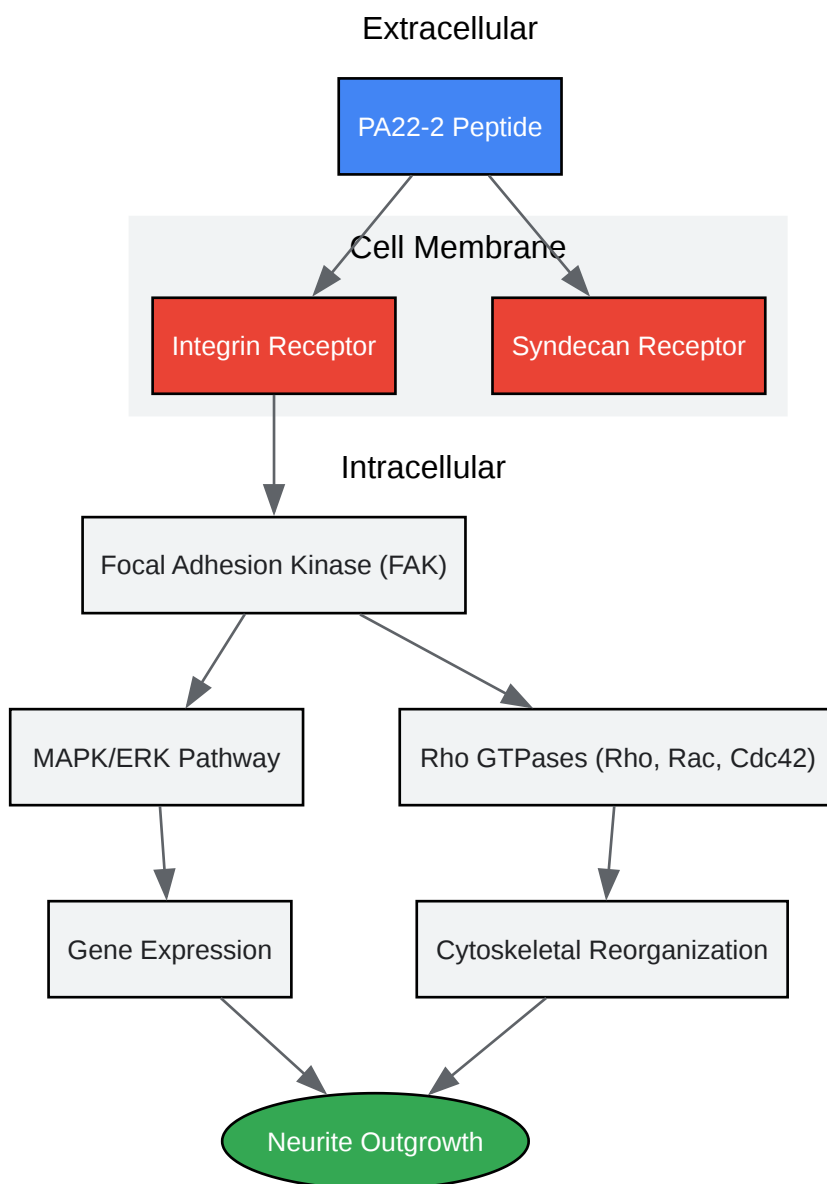 Extracellular
PA22-2 Peptide
Cell Membrane
Integrin Receptor
Syndecan Receptor
Intracellular
Focal Adhesion Kinase (FAK)
MAPK/ERK Pathway
Rho GTPases (Rho, Rac, Cdc42)
Gene Expression
Cytoskeletal Reorganization
Neurite Outgrowth